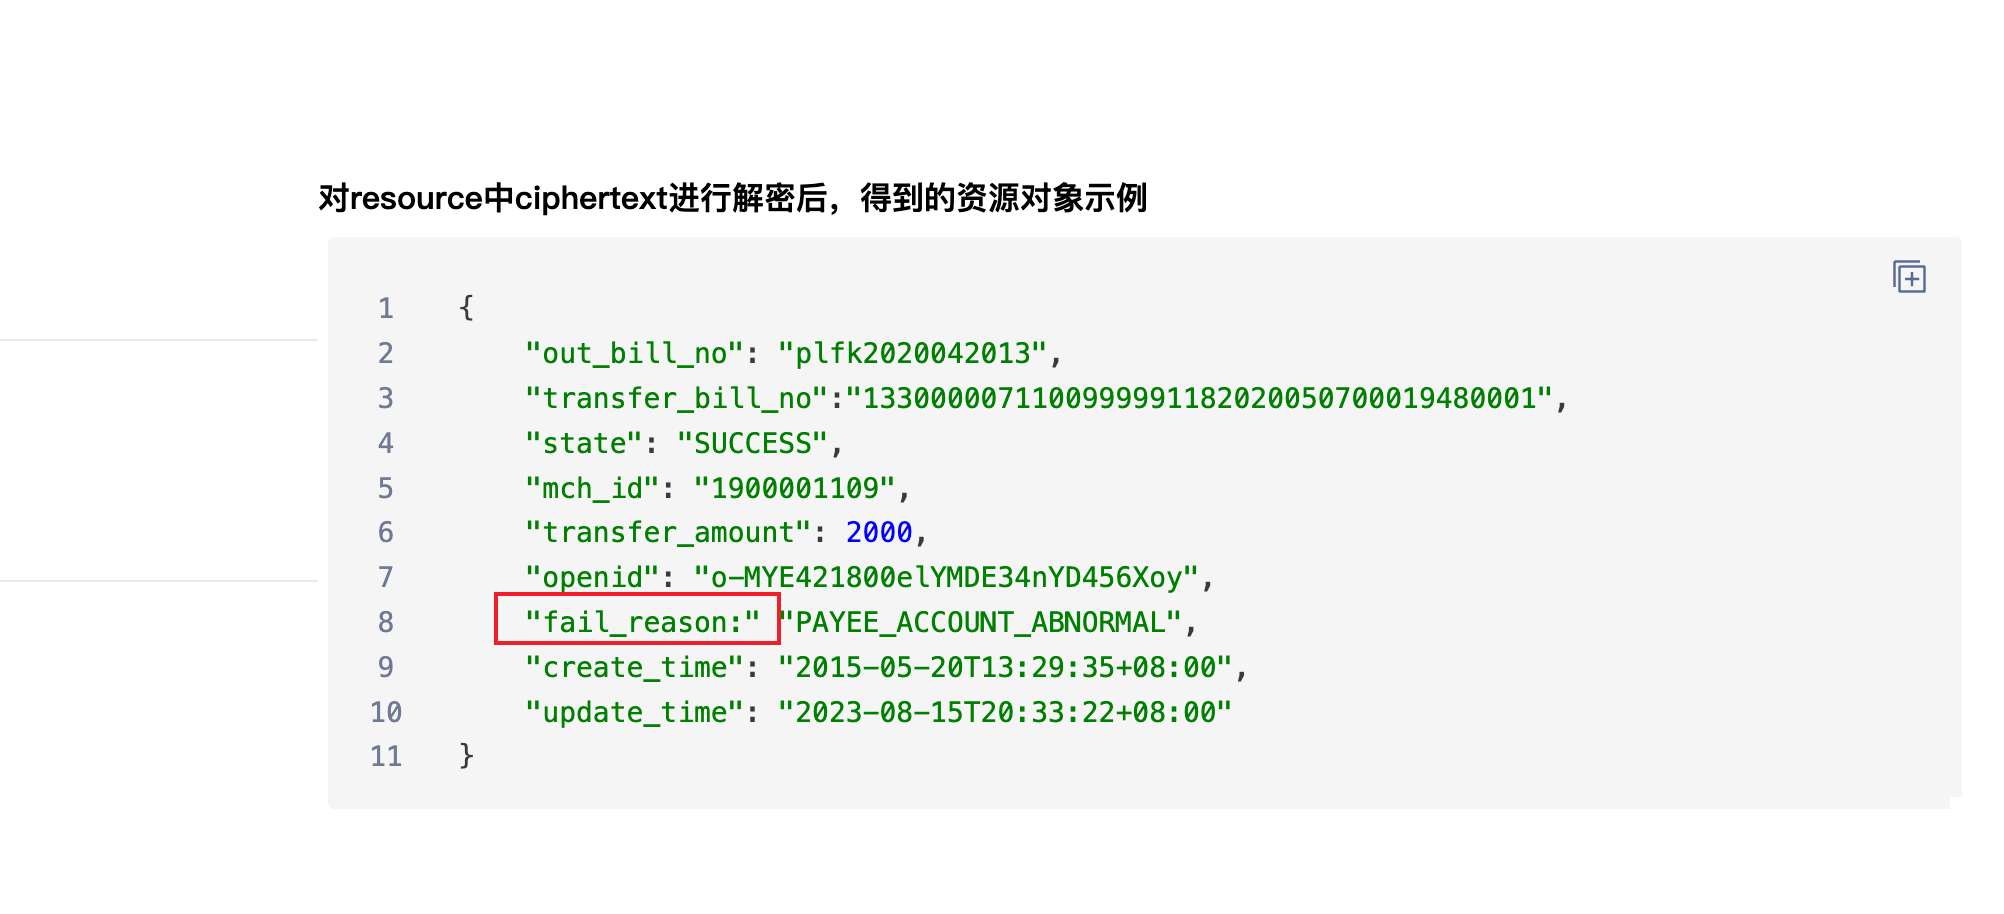 对resource中ciphertext进行解密后，得到的资源对象示例
1 {
2 "out_bill_no": "plfk2020042013",
3 "transfer_bill_no":"1330000071100999991182020050700019480001",
4 "state": "SUCCESS",
5 "mch_id": "1900001109",
6 "transfer_amount": 2000,
7 "openid": "o-MYE421800elYMDE34nYD456Xoy",
8 "fail_reason:" "PAYEE_ACCOUNT_ABNORMAL",
9 "create_time": "2015-05-20T13:29:35+08:00",
10 "update_time": "2023-08-15T20:33:22+08:00"
11 }